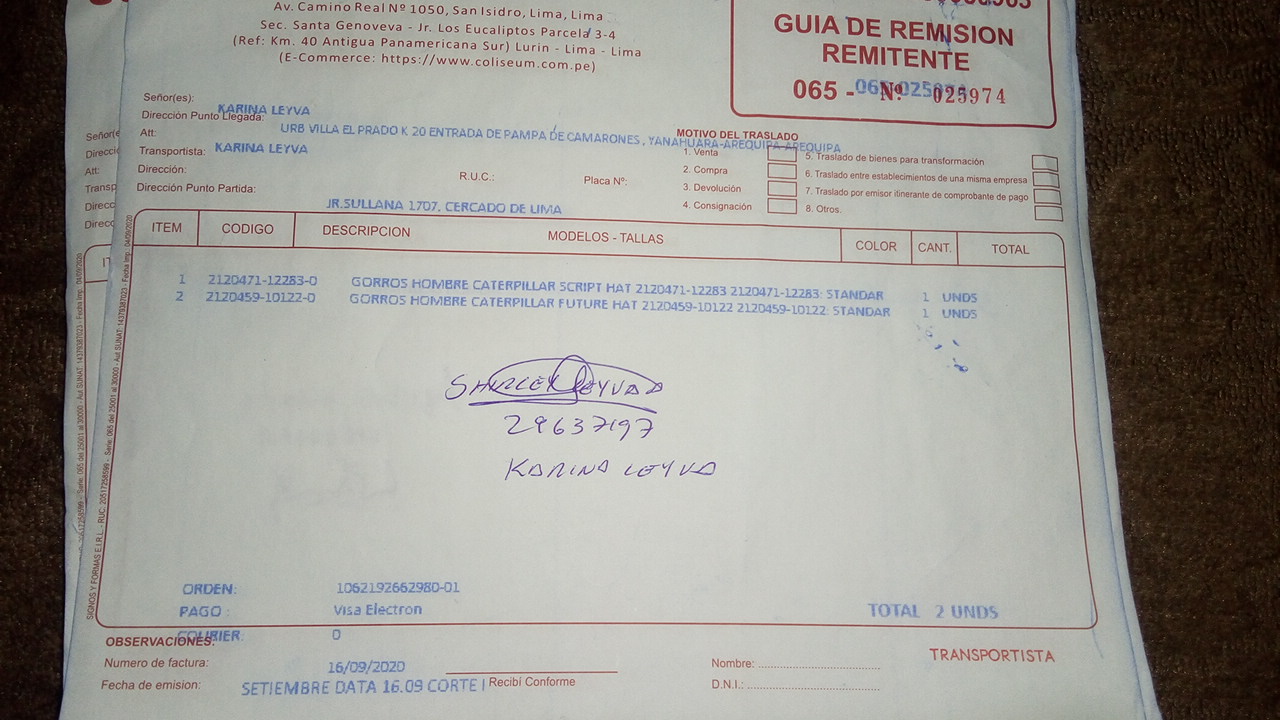 Av. Camino Real Nº 1050, San Isidro, Lima, Lima
Sec. Santa Genoveva - Jr. Los Eucaliptos Parcela 3-4
(Ref: Km. 40 Antigua Panamericana Sur) Lurin - Lima - Lima
(E-Commerce: https://www.coliseum.com.pe)
GUIA DE REMISION
REMITENTE
065 - Nº 025974
Señor(es): KARINA LEYVA
Dirección Punto Llegada: URB VILLA EL PRADO K 20 ENTRADA DE PAMPA DE CAMARONES , YANAHUARA-AREQUIPA-AREQUIPA
Att: KARINA LEYVA
Transportista:
Dirección: R.U.C.: Placa Nº:
Dirección Punto Partida: JR.SULLANA 1707, CERCADO DE LIMA
MOTIVO DEL TRASLADO
1. Venta
2. Compra
3. Devolución
4. Consignación
5. Traslado de bienes para transformación
6. Traslado entre establecimientos de una misma empresa
7. Traslado por emisor itinerante de comprobante de pago
8. Otros.
ITEM CODIGO DESCRIPCION MODELOS - TALLAS COLOR CANT. TOTAL
1 2120471-12283-0 GORROS HOMBRE CATERPILLAR SCRIPT HAT 2120471-12283 2120471-12283: STANDAR 1 UNDS
2 2120459-10122-0 GORROS HOMBRE CATERPILLAR FUTURE HAT 2120459-10122 2120459-10122: STANDAR 1 UNDS
SHIRLEY LEYVA
29637197
KARINA LEYVA
ORDEN: 1062192662980-01
PAGO : Visa Electron
TOTAL 2 UNDS
COURIER: 0
OBSERVACIONES:
Numero de factura: 16/09/2020
Fecha de emision: SETIEMBRE DATA 16.09 CORTE I
Recibí Conforme
Nombre:
D.N.I.:
TRANSPORTISTA